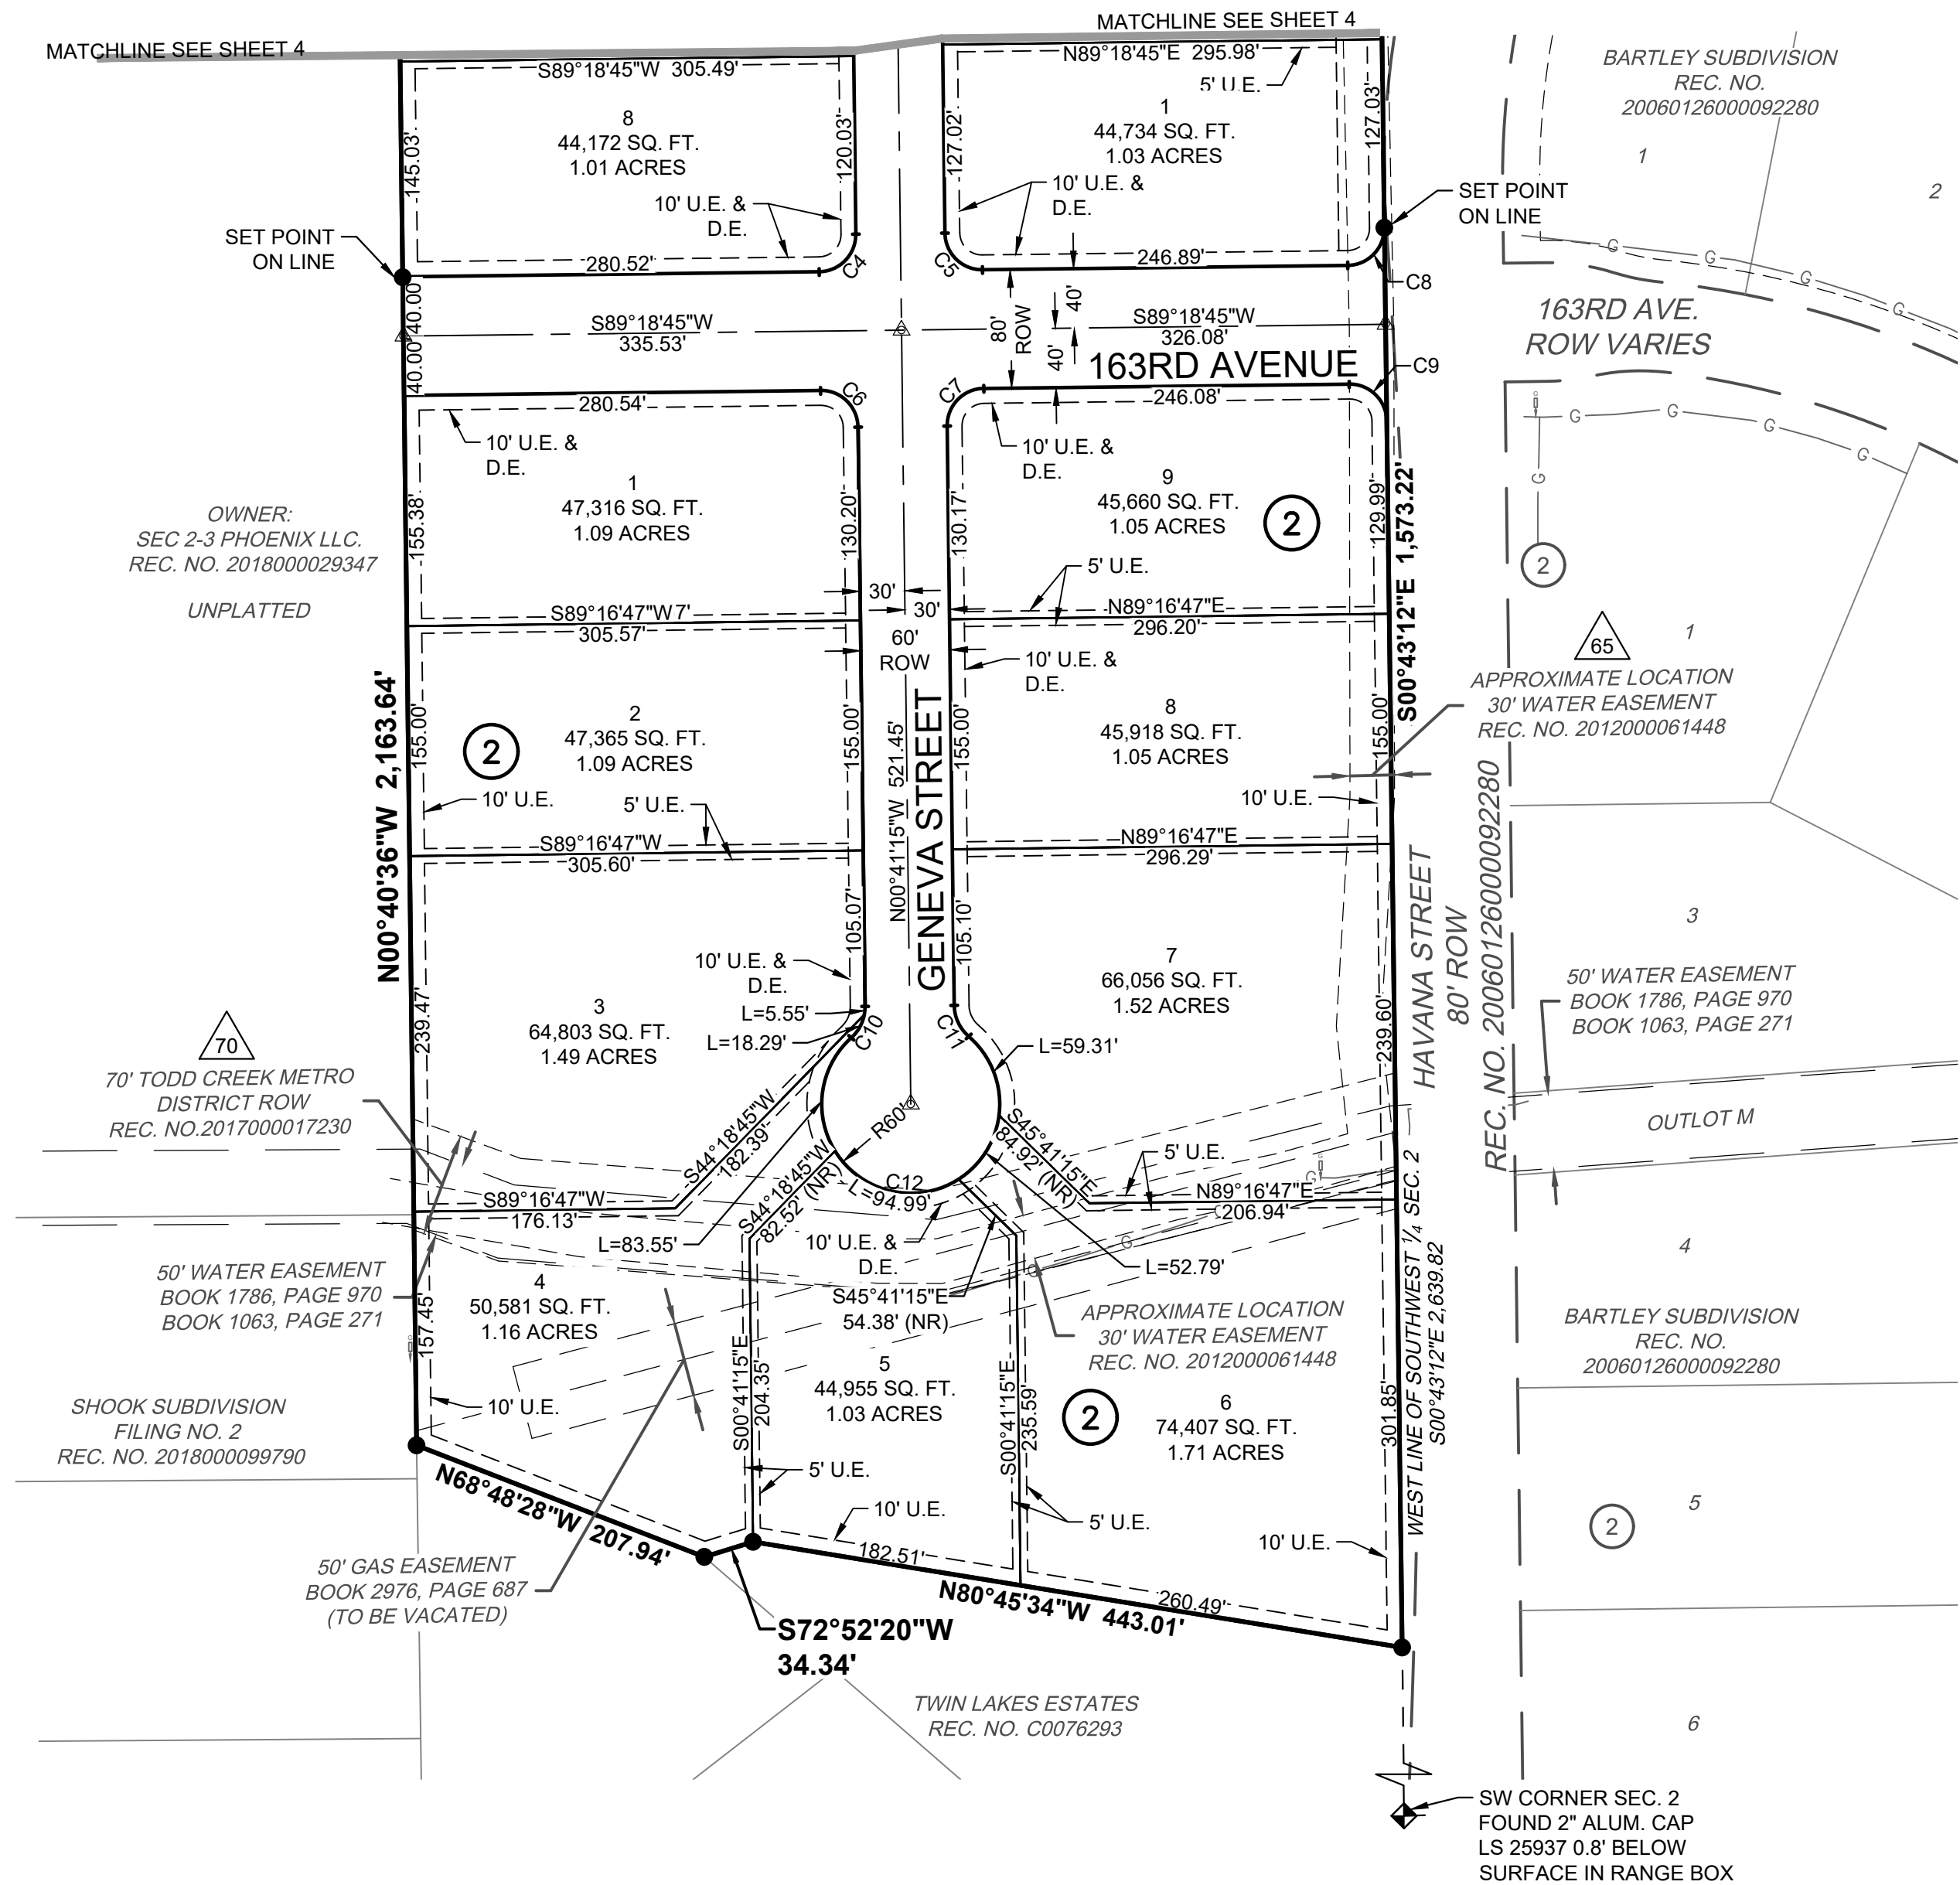 MATCHLINE SEE SHEET 4
MATCHLINE SEE SHEET 4
S89°18'45"W 305.49'
145.03'
8
44,172 SQ. FT.
1.01 ACRES
120.03'
10' U.E. &
D.E.
280.52'
C4
SET POINT
ON LINE
N89°18'45"E 295.98'
5' U.E.
127.02'
1
44,734 SQ. FT.
1.03 ACRES
127.03'
10' U.E. &
D.E.
C5
246.89'
C8
SET POINT
ON LINE
BARTLEY SUBDIVISION
REC. NO.
20060126000092280
1
2
G
G
G
G
163RD AVE.
ROW VARIES
40.00'
40.00'
S89°18'45"W
335.53'
80'
ROW
40'
40'
S89°18'45"W
326.08'
163RD AVENUE
C9
280.54'
C6
C7
246.08'
10' U.E. &
D.E.
10' U.E. &
D.E.
G
G
G
G
G
G
OWNER:
SEC 2-3 PHOENIX LLC.
REC. NO. 2018000029347
UNPLATTED
155.38'
1
47,316 SQ. FT.
1.09 ACRES
130.20'
130.17'
9
45,660 SQ. FT.
1.05 ACRES
2
129.99'
S00°43'12"E 1,573.22'
2
5' U.E.
30'
30'
S89°16'47"W 7'
305.57'
N89°16'47"E
296.20'
60'
ROW
10' U.E. &
D.E.
65
1
APPROXIMATE LOCATION
30' WATER EASEMENT
REC. NO. 2012000061448
N00°40'36"W 2,163.64'
155.00'
2
2
47,365 SQ. FT.
1.09 ACRES
155.00'
N00°41'15"W 521.45'
GENEVA STREET
155.00'
8
45,918 SQ. FT.
1.05 ACRES
155.00'
10' U.E.
5' U.E.
10' U.E.
S89°16'47"W
305.60'
N89°16'47"E
296.29'
HAVANA STREET
80' ROW
REC. NO. 20060126000092280
105.07'
105.10'
10' U.E. &
D.E.
L=5.55'
L=18.29'
C10
C11
3
64,803 SQ. FT.
1.49 ACRES
239.47'
7
66,056 SQ. FT.
1.52 ACRES
L=59.31'
239.60'
3
50' WATER EASEMENT
BOOK 1786, PAGE 970
BOOK 1063, PAGE 271
OUTLOT M
70
70' TODD CREEK METRO
DISTRICT ROW
REC. NO.2017000017230
S44°18'45"W
182.39'
R60'
S45°41'15"E
84.92' (NR)
5' U.E.
G
S89°16'47"W
176.13'
S44°18'45"W
82.52' (NR)
C12
L=94.99'
N89°16'47"E
206.94'
L=83.55'
10' U.E. &
D.E.
G
G
L=52.79'
50' WATER EASEMENT
BOOK 1786, PAGE 970
BOOK 1063, PAGE 271
4
50,581 SQ. FT.
1.16 ACRES
157.45'
S45°41'15"E
54.38' (NR)
APPROXIMATE LOCATION
30' WATER EASEMENT
REC. NO. 2012000061448
WEST LINE OF SOUTHWEST 1/4 SEC. 2
S00°43'12"E 2,639.82
4
BARTLEY SUBDIVISION
REC. NO.
20060126000092280
SHOOK SUBDIVISION
FILING NO. 2
REC. NO. 2018000099790
10' U.E.
S00°41'15"E
204.35'
5
44,955 SQ. FT.
1.03 ACRES
S00°41'15"E
235.59'
2
6
74,407 SQ. FT.
1.71 ACRES
301.85'
5' U.E.
10' U.E.
5' U.E.
10' U.E.
2
5
N68°48'28"W 207.94'
182.51'
N80°45'34"W 443.01'
260.49'
50' GAS EASEMENT
BOOK 2976, PAGE 687
(TO BE VACATED)
S72°52'20"W
34.34'
TWIN LAKES ESTATES
REC. NO. C0076293
6
SW CORNER SEC. 2
FOUND 2" ALUM. CAP
LS 25937 0.8' BELOW
SURFACE IN RANGE BOX